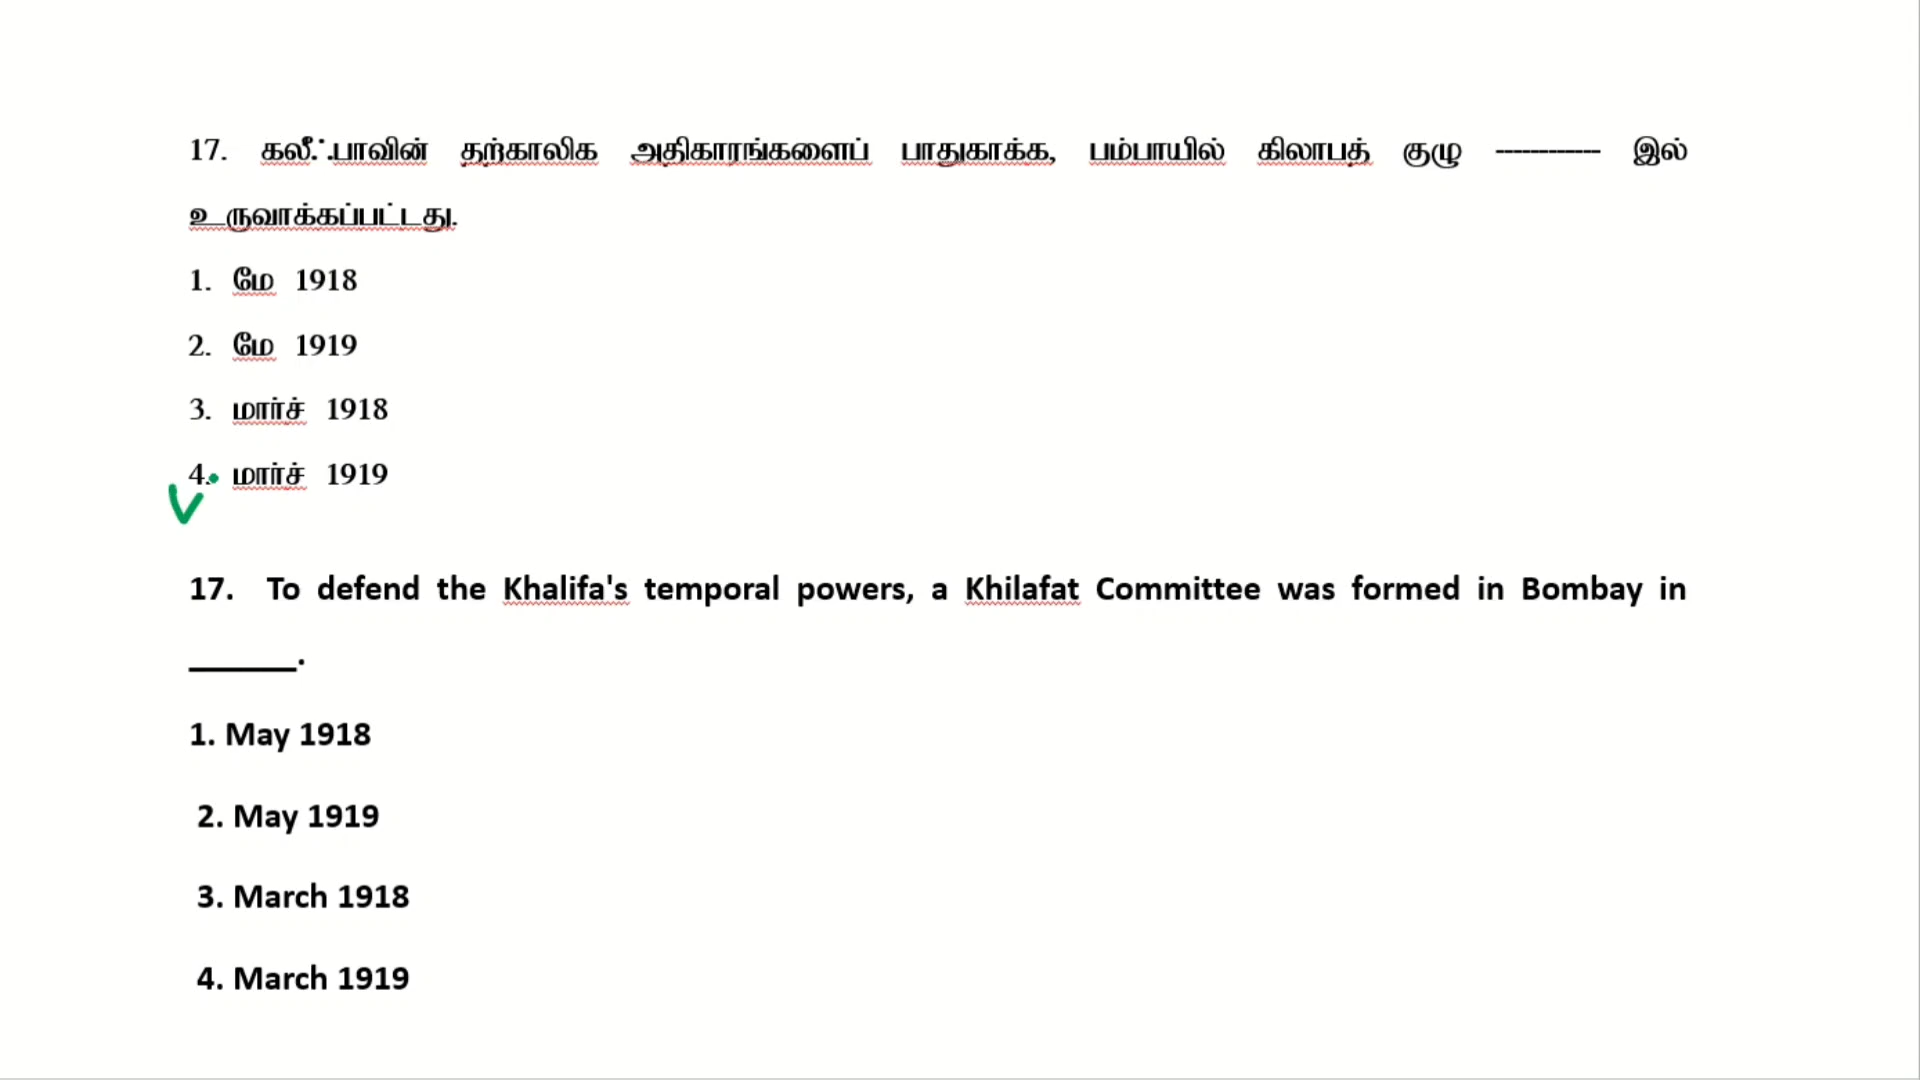 17. கலீஃபாவின் தற்காலிக அதிகாரங்களைப் பாதுகாக்க, பம்பாயில் கிலாபத் குழு ------------ இல்
உருவாக்கப்பட்டது.
1. மே 1918
2. மே 1919
3. மார்ச் 1918
4. மார்ச் 1919
17. To defend the Khalifa's temporal powers, a Khilafat Committee was formed in Bombay in
_______.
1. May 1918
2. May 1919
3. March 1918
4. March 1919